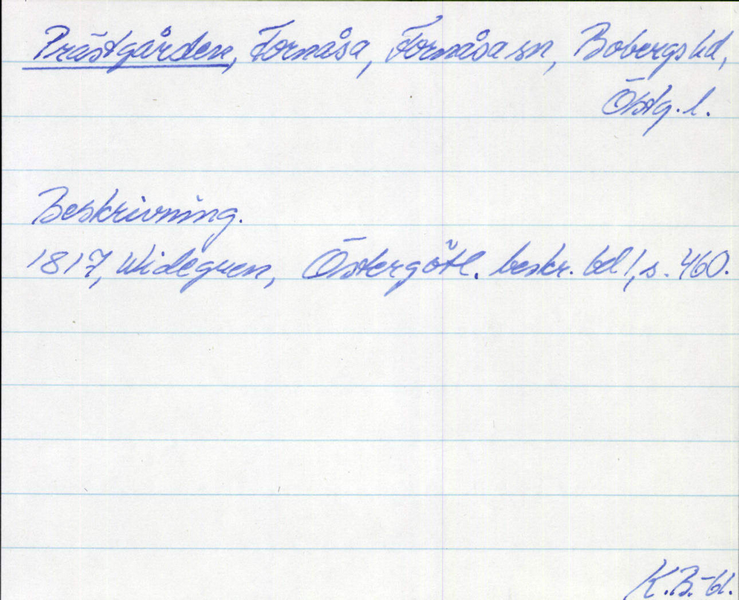 Prästgården, Fornåsa, Fornåsa sn, Bobergs hd,
Östg. l.
Beskrivning.
1817, Widegren, Östergötl. beskr. bd 1, s. 460.
K.B-bl.